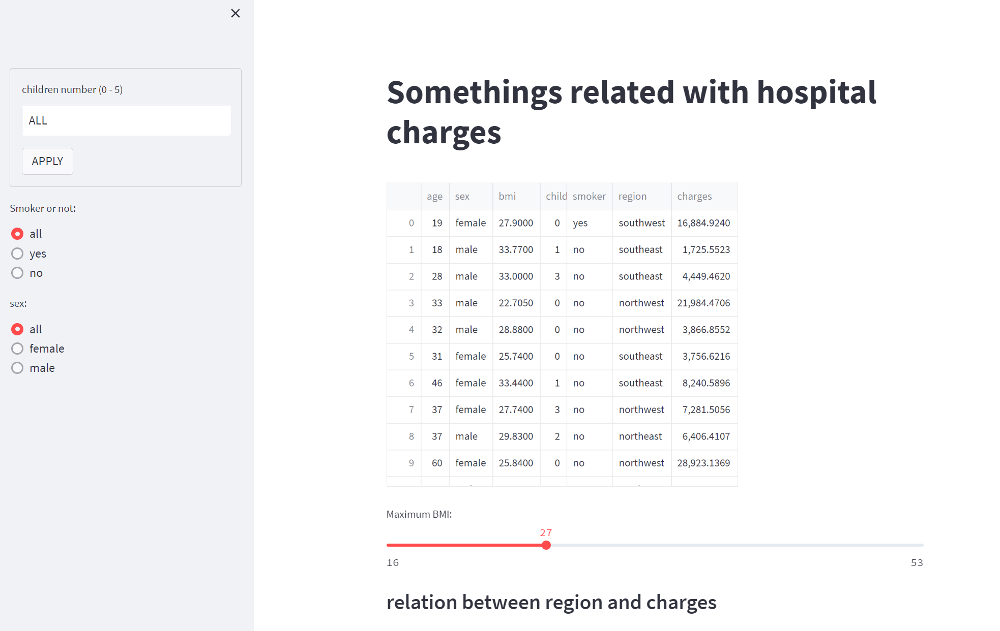 children number (0 - 5)
ALL
APPLY
Smoker or not:
all
yes
no
sex:
all
female
male
Somethings related with hospital
charges
age sex bmi child smoker region charges
0 19 female 27.9000 0 yes southwest 16,884.9240
1 18 male 33.7700 1 no southeast 1,725.5523
2 28 male 33.0000 3 no southeast 4,449.4620
3 33 male 22.7050 0 no northwest 21,984.4706
4 32 male 28.8800 0 no northwest 3,866.8552
5 31 female 25.7400 0 no southeast 3,756.6216
6 46 female 33.4400 1 no southeast 8,240.5896
7 37 female 27.7400 3 no northwest 7,281.5056
8 37 male 29.8300 2 no northeast 6,406.4107
9 60 female 25.8400 0 no northwest 28,923.1369
Maximum BMI:
27
16 53
relation between region and charges